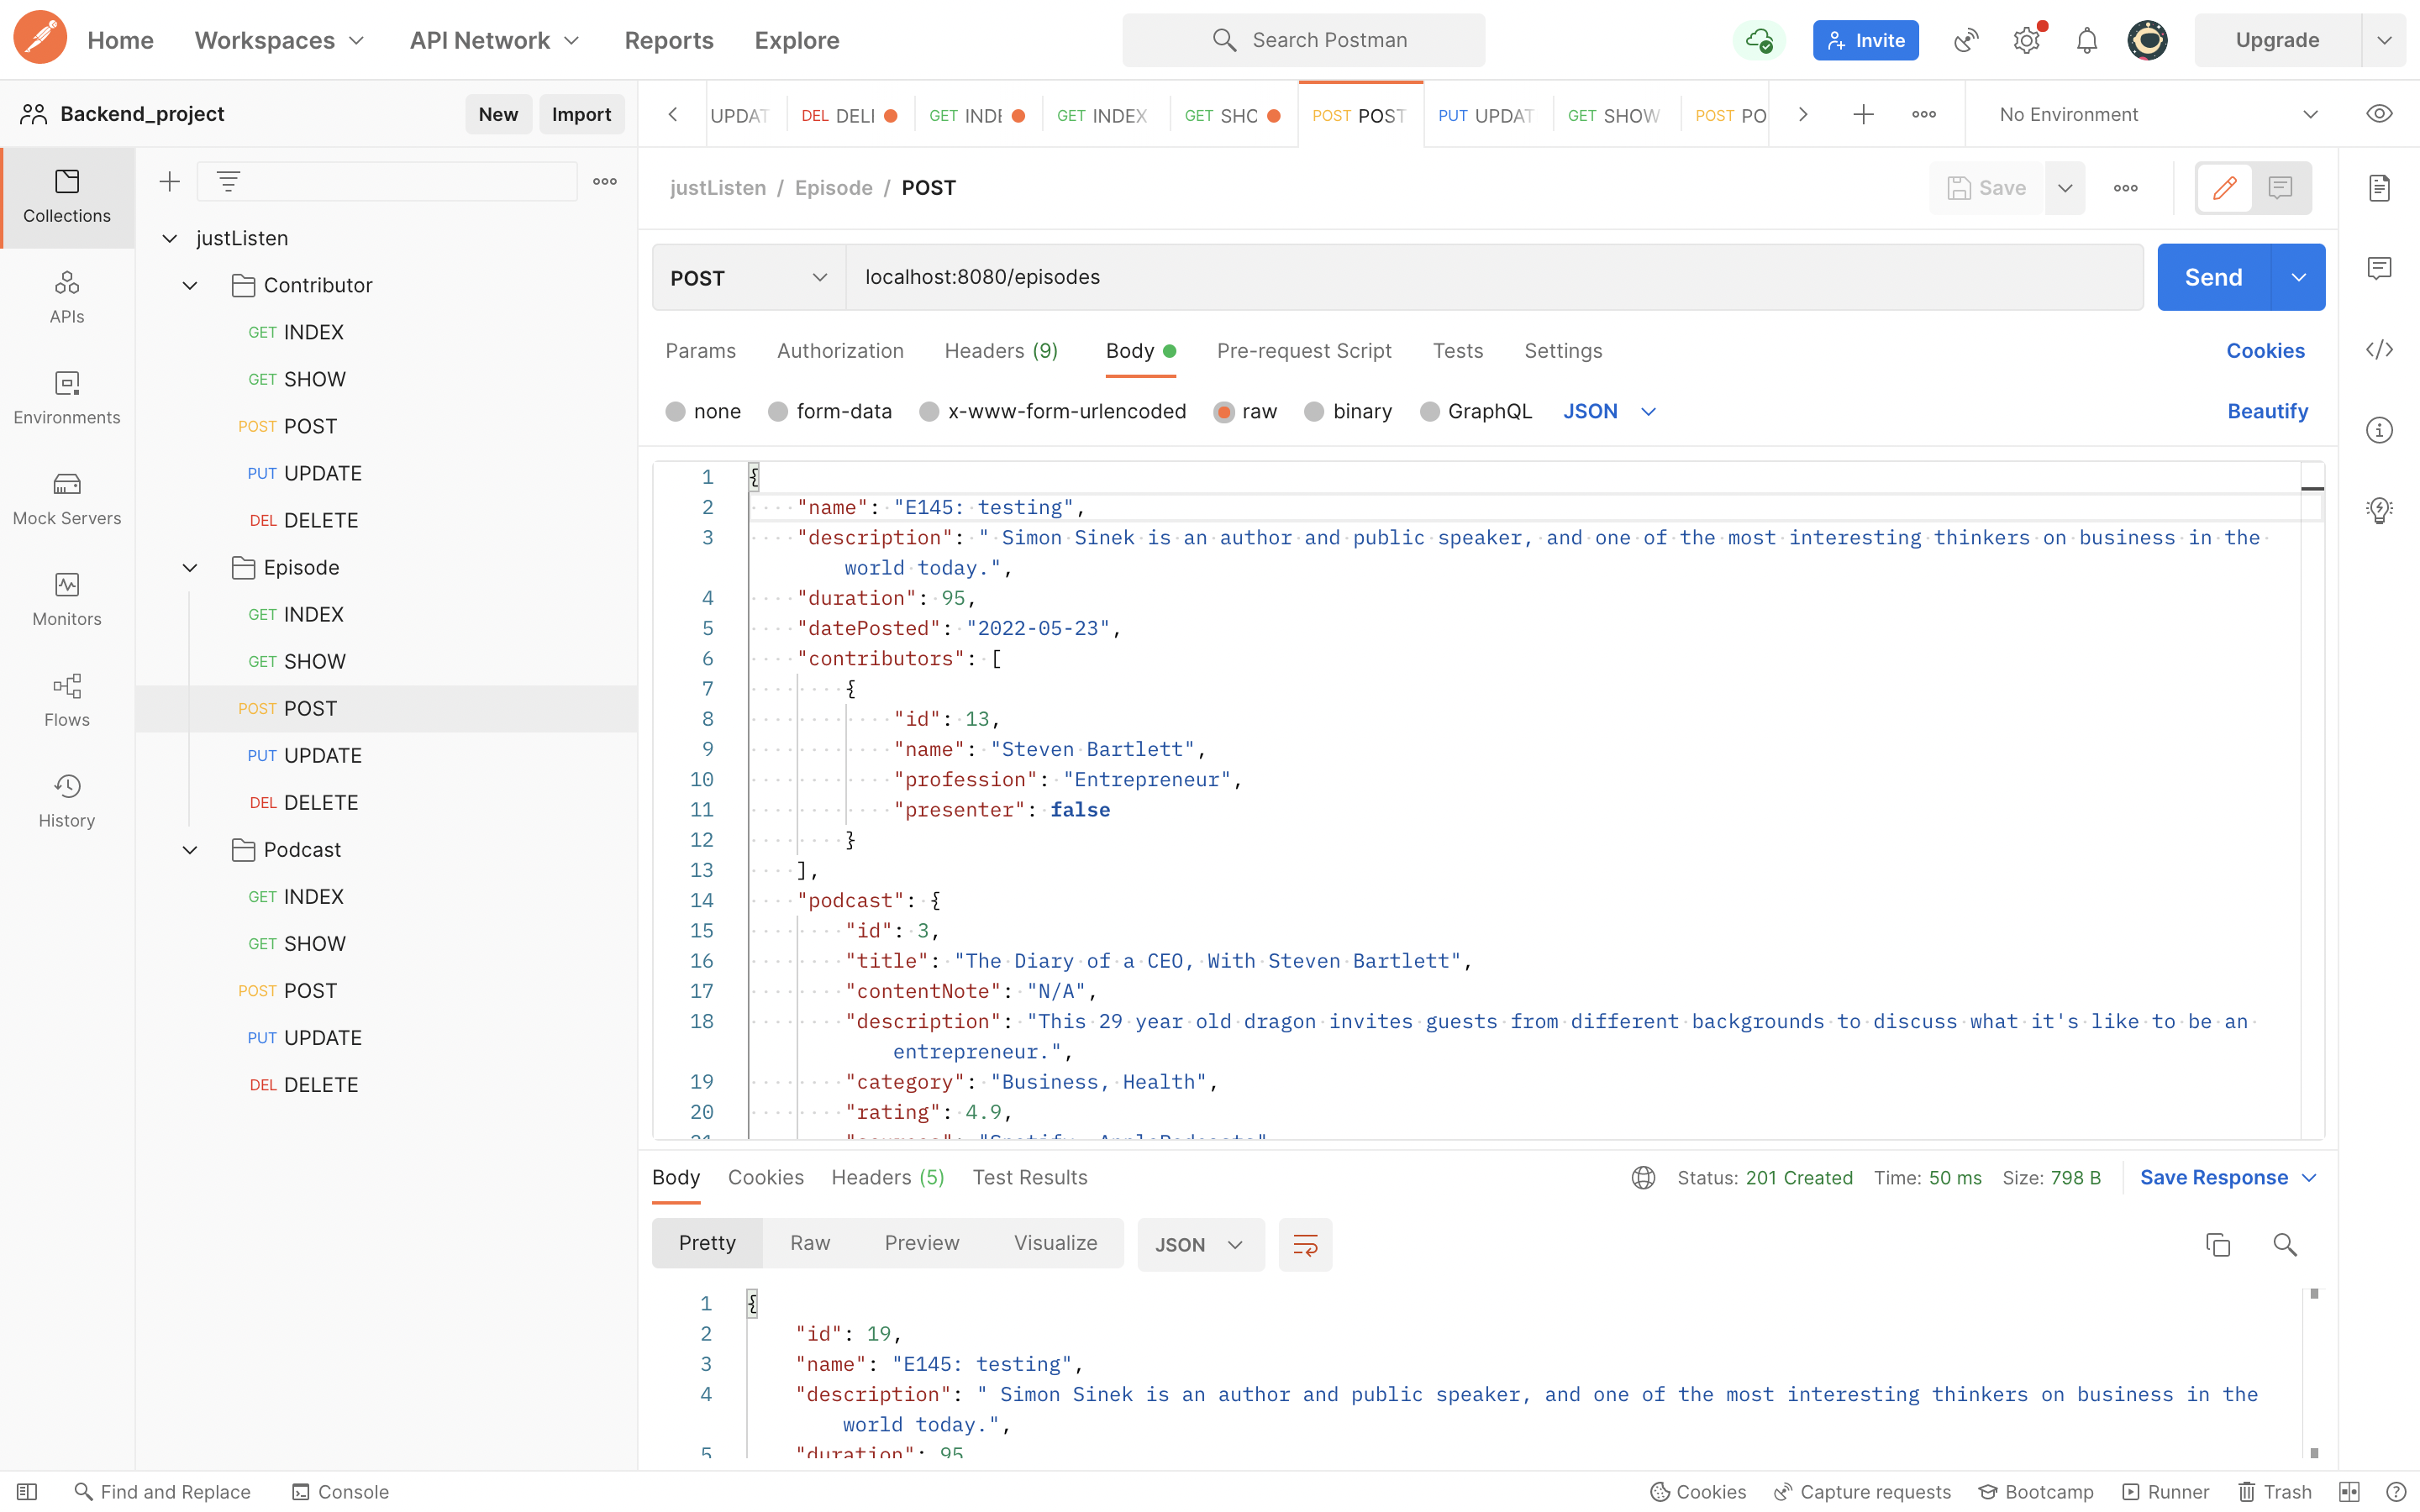 Home Workspaces API Network Reports Explore Search Postman Invite Upgrade
Backend_project New Import
UPDAT DEL DELI GET INDE GET INDEX GET SHO POST POST PUT UPDAT GET SHOW POST PO No Environment
Collections
APIs
Environments
Mock Servers
Monitors
Flows
History
justListen
Contributor
GET INDEX
GET SHOW
POST POST
PUT UPDATE
DEL DELETE
Episode
GET INDEX
GET SHOW
POST POST
PUT UPDATE
DEL DELETE
Podcast
GET INDEX
GET SHOW
POST POST
PUT UPDATE
DEL DELETE
justListen / Episode / POST Save
POST localhost:8080/episodes Send
Params Authorization Headers (9) Body Pre-request Script Tests Settings Cookies
none form-data x-www-form-urlencoded raw binary GraphQL JSON Beautify
1 {
2 "name": "E145: testing",
3 "description": " Simon Sinek is an author and public speaker, and one of the most interesting thinkers on business in the
world today.",
4 "duration": 95,
5 "datePosted": "2022-05-23",
6 "contributors": [
7 {
8 "id": 13,
9 "name": "Steven Bartlett",
10 "profession": "Entrepreneur",
11 "presenter": false
12 }
13 ],
14 "podcast": {
15 "id": 3,
16 "title": "The Diary of a CEO, With Steven Bartlett",
17 "contentNote": "N/A",
18 "description": "This 29 year old dragon invites guests from different backgrounds to discuss what it's like to be an
entrepreneur.",
19 "category": "Business, Health",
20 "rating": 4.9,
Body Cookies Headers (5) Test Results Status: 201 Created Time: 50 ms Size: 798 B Save Response
Pretty Raw Preview Visualize JSON
1 {
2 "id": 19,
3 "name": "E145: testing",
4 "description": " Simon Sinek is an author and public speaker, and one of the most interesting thinkers on business in the
world today.",
5 "duration": 95
Find and Replace Console Cookies Capture requests Bootcamp Runner Trash